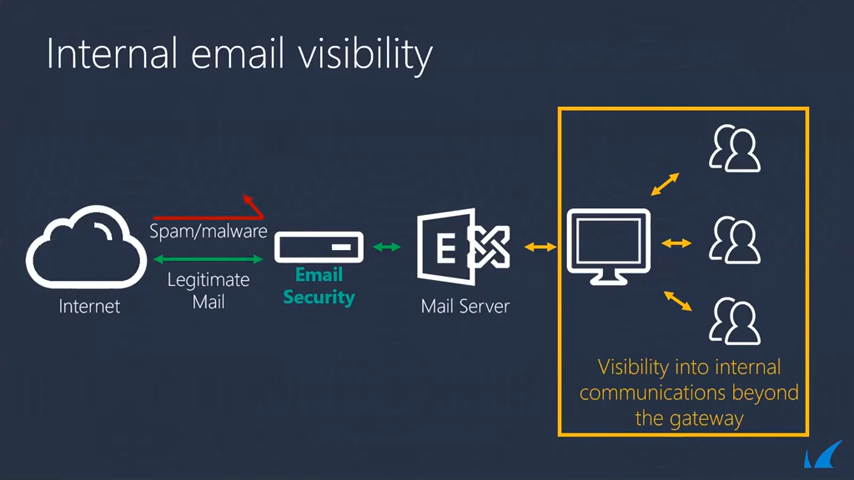 Internal email visibility
Spam/malware
Legitimate
Mail
Internet
Email
Security
E
Mail Server
Visibility into internal
communications beyond
the gateway